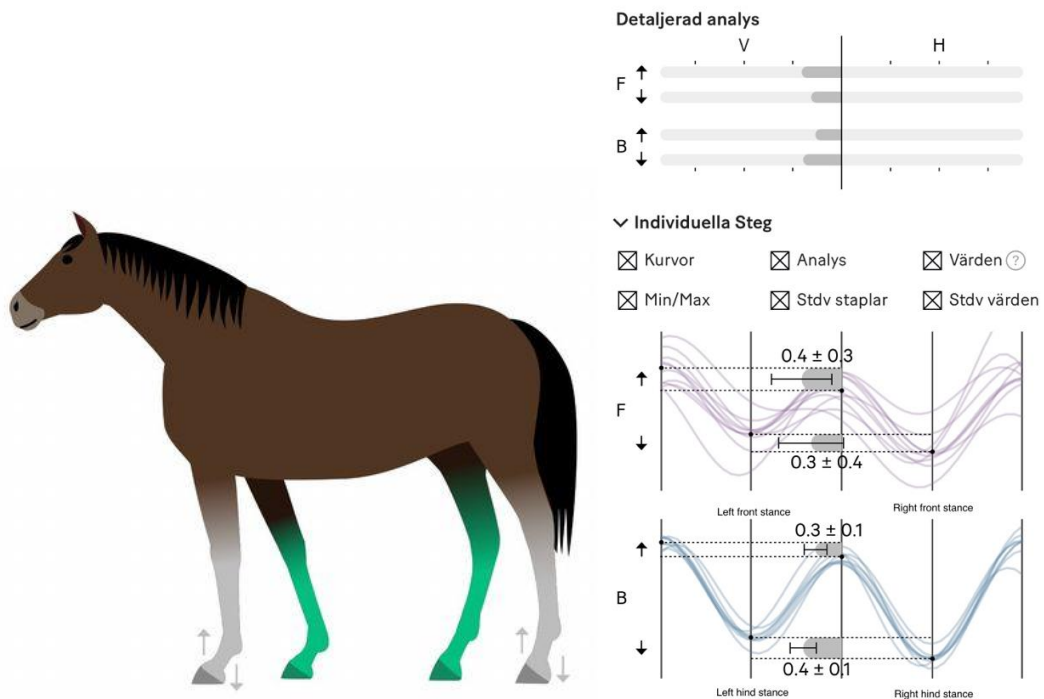 Detaljerad analys
V H
F ↑
↓
B ↑
↓
Individuella Steg
Kurvor Analys Värden ?
Min/Max Stdv staplar Stdv värden
0.4 ± 0.3
↑
F
↓
0.3 ± 0.4
Left front stance Right front stance
0.3 ± 0.1
↑
B
↓
0.4 ± 0.1
Left hind stance Right hind stance